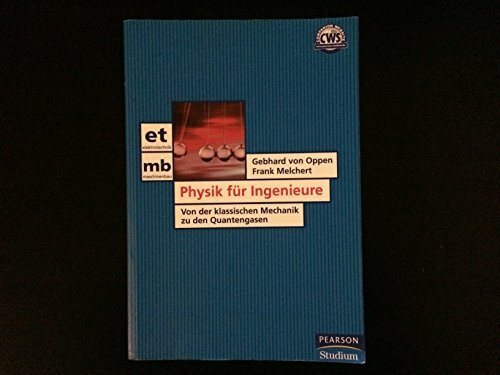 CWS
et
elektrotechnik
mb
maschinenbau
Gebhard von Oppen
Frank Melchert
Physik für Ingenieure
Von der klassischen Mechanik
zu den Quantengasen
PEARSON
Studium